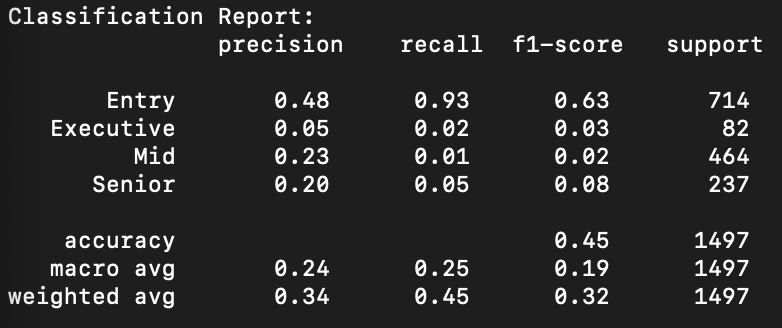 Classification Report:
precision recall f1-score support
Entry 0.48 0.93 0.63 714
Executive 0.05 0.02 0.03 82
Mid 0.23 0.01 0.02 464
Senior 0.20 0.05 0.08 237
accuracy 0.45 1497
macro avg 0.24 0.25 0.19 1497
weighted avg 0.34 0.45 0.32 1497